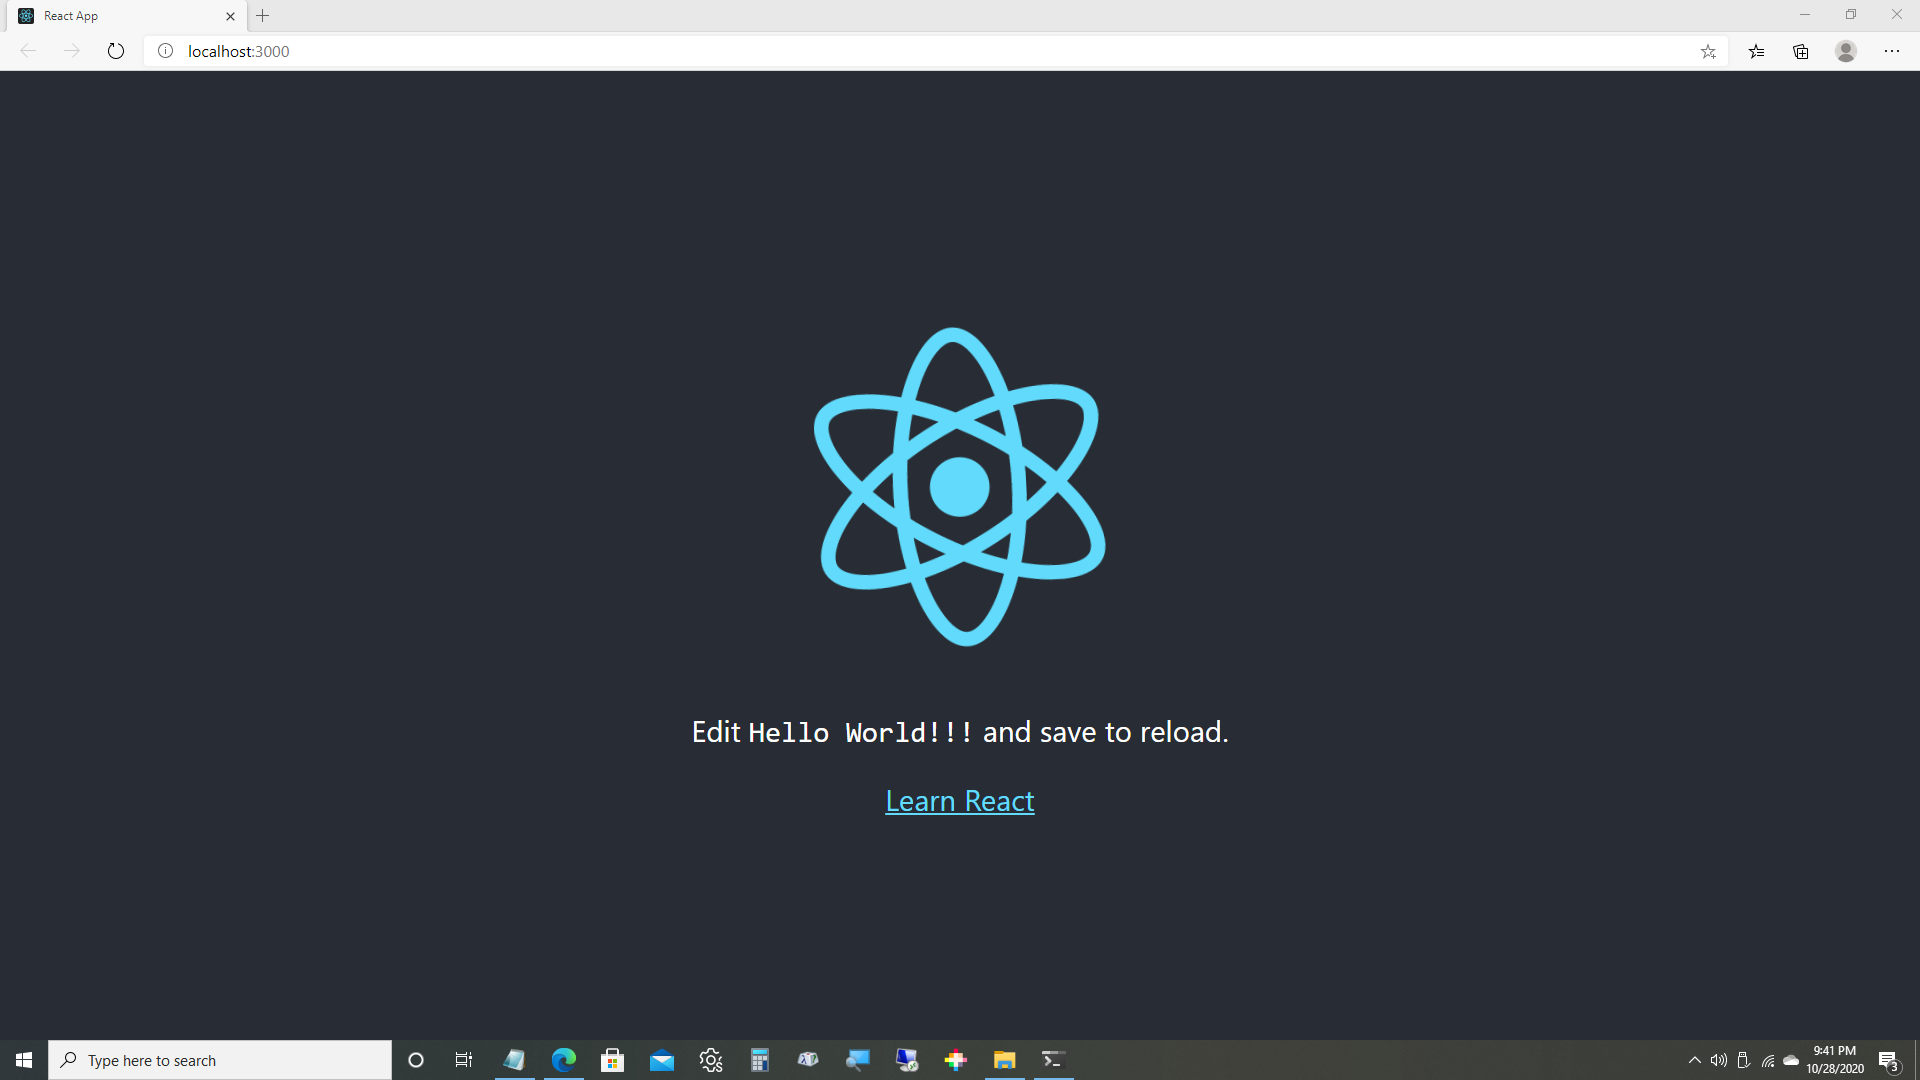 React App
localhost:3000
Edit Hello World!!! and save to reload.
Learn React
Type here to search
9:41 PM
10/28/2020
3